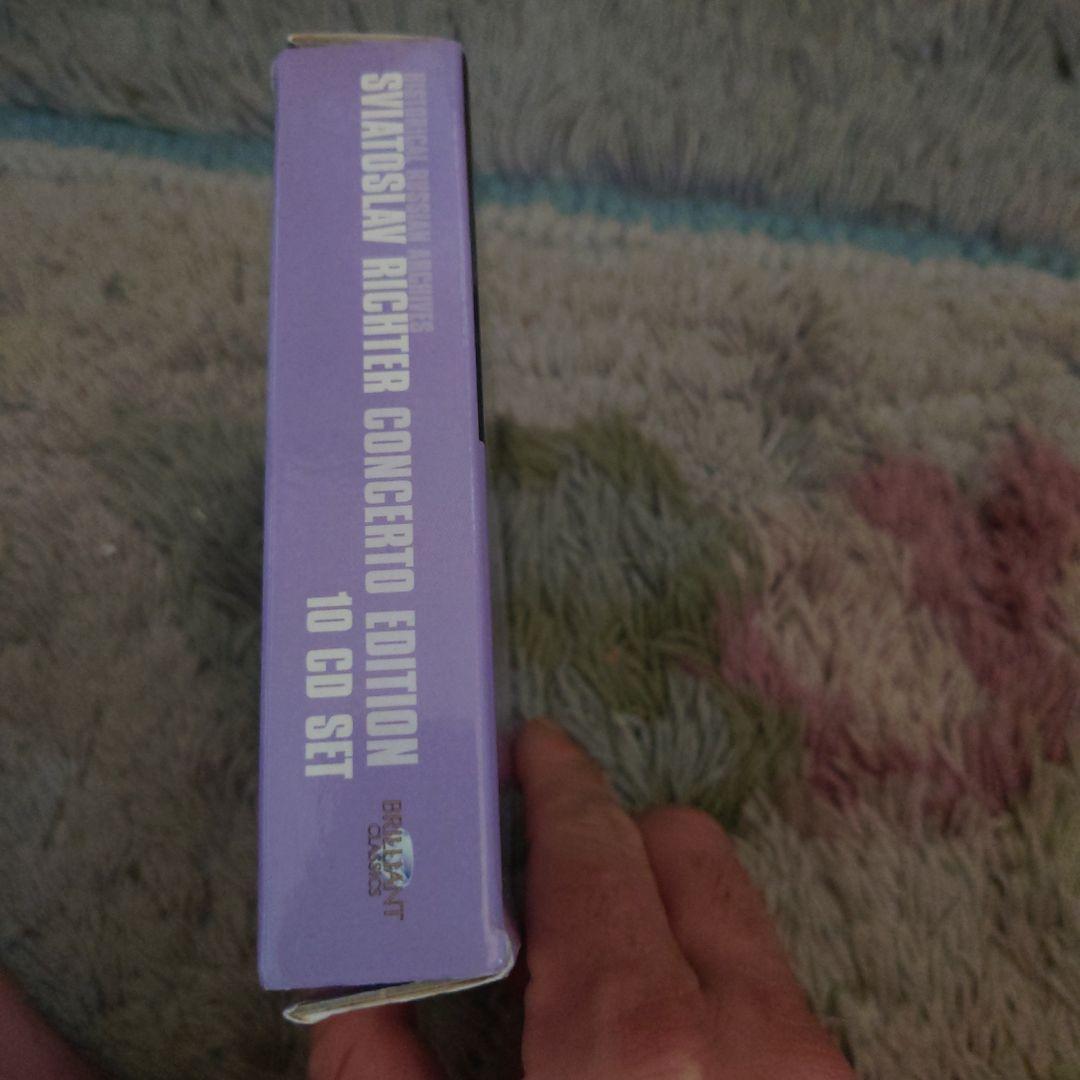 HISTORICAL RUSSIAN ARCHIVES
SVIATOSLAV RICHTER CONCERTO EDITION
10 CD SET
BRILLIANT
CLASSICS